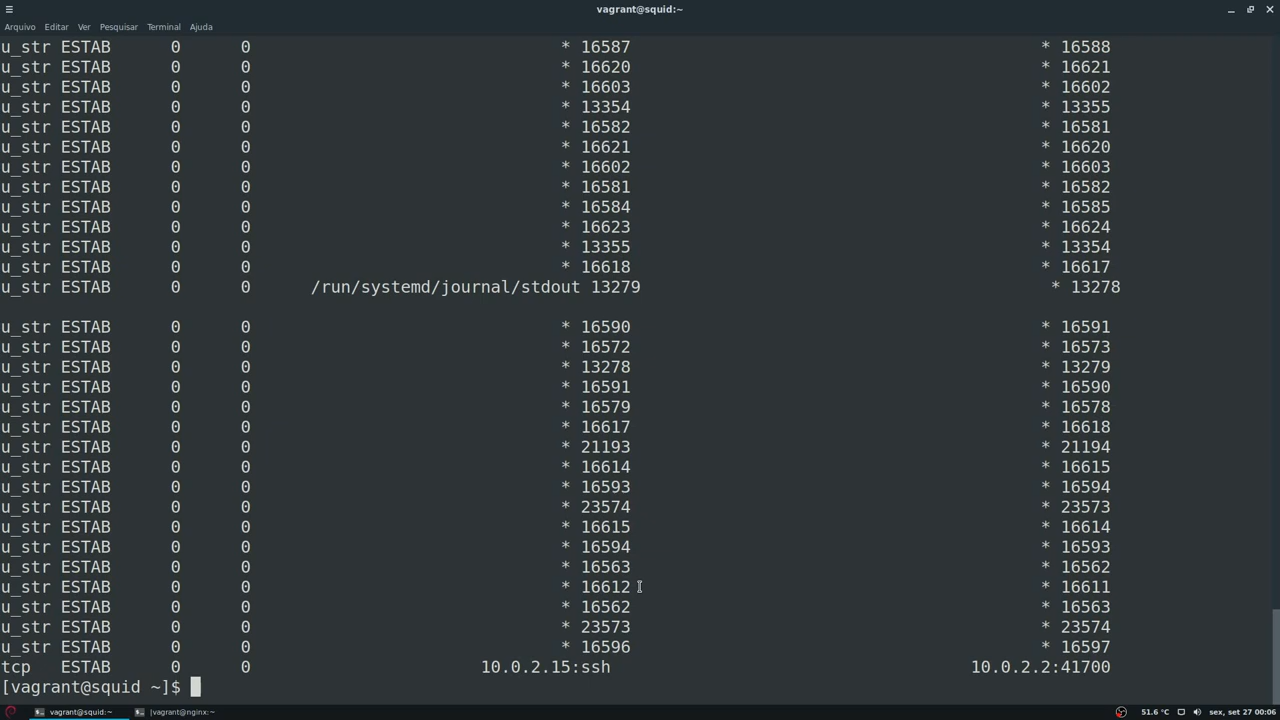 vagrant@squid:~
Arquivo Editar Ver Pesquisar Terminal Ajuda
u_str ESTAB 0 0 * 16587 * 16588
u_str ESTAB 0 0 * 16620 * 16621
u_str ESTAB 0 0 * 16603 * 16602
u_str ESTAB 0 0 * 13354 * 13355
u_str ESTAB 0 0 * 16582 * 16581
u_str ESTAB 0 0 * 16621 * 16620
u_str ESTAB 0 0 * 16602 * 16603
u_str ESTAB 0 0 * 16581 * 16582
u_str ESTAB 0 0 * 16584 * 16585
u_str ESTAB 0 0 * 16623 * 16624
u_str ESTAB 0 0 * 13355 * 13354
u_str ESTAB 0 0 * 16618 * 16617
u_str ESTAB 0 0 /run/systemd/journal/stdout 13279 * 13278
u_str ESTAB 0 0 * 16590 * 16591
u_str ESTAB 0 0 * 16572 * 16573
u_str ESTAB 0 0 * 13278 * 13279
u_str ESTAB 0 0 * 16591 * 16590
u_str ESTAB 0 0 * 16579 * 16578
u_str ESTAB 0 0 * 16617 * 16618
u_str ESTAB 0 0 * 21193 * 21194
u_str ESTAB 0 0 * 16614 * 16615
u_str ESTAB 0 0 * 16593 * 16594
u_str ESTAB 0 0 * 23574 * 23573
u_str ESTAB 0 0 * 16615 * 16614
u_str ESTAB 0 0 * 16594 * 16593
u_str ESTAB 0 0 * 16563 * 16562
u_str ESTAB 0 0 * 16612 * 16611
u_str ESTAB 0 0 * 16562 * 16563
u_str ESTAB 0 0 * 23573 * 23574
u_str ESTAB 0 0 * 16596 * 16597
tcp ESTAB 0 0 10.0.2.15:ssh 10.0.2.2:41700
[vagrant@squid ~]$
vagrant@squid:~ [vagrant@nginx:~ 51.6 °C sex, set 27 00:06